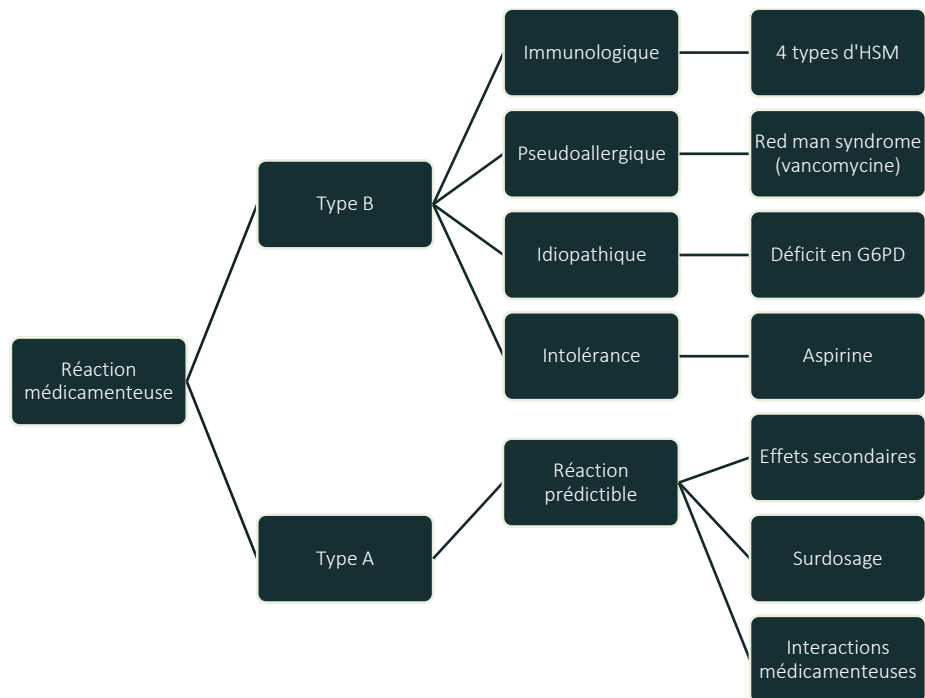 Immunologique
4 types d'HSM
Pseudoallergique
Red man syndrome
(vancomycine)
Type B
Idiopathique
Déficit en G6PD
Intolérance
Aspirine
Réaction
médicamenteuse
Réaction
prédictible
Effets secondaires
Type A
Surdosage
Interactions
médicamenteuses